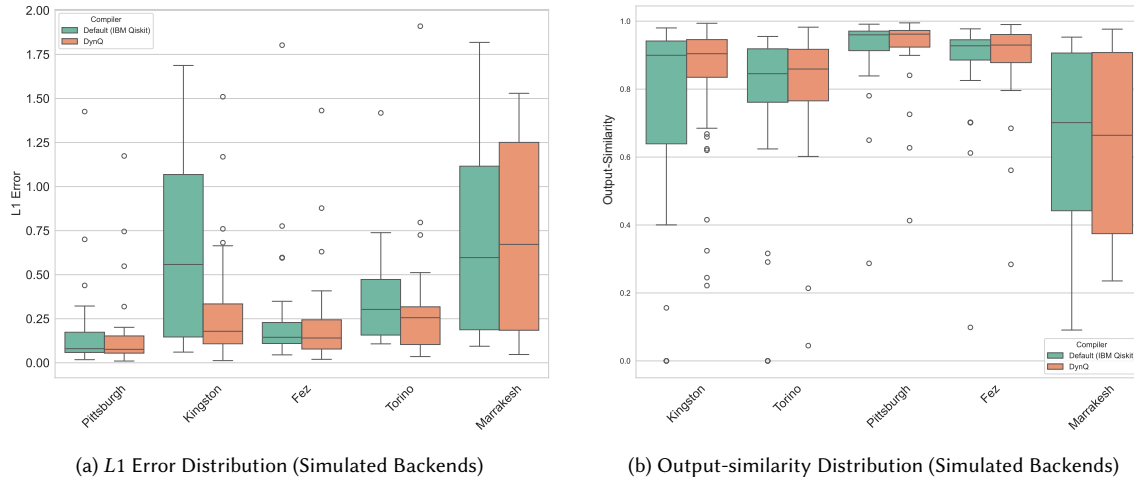 2.00
1.75
1.50
1.25
1.00
0.75
0.50
0.25
0.00
L1 Error
Compiler
Default (IBM Qiskit)
DynQ
Pittsburgh
Kingston
Fez
Torino
Marrakesh
(a) L1 Error Distribution (Simulated Backends)
1.0
0.8
0.6
0.4
0.2
0.0
Output-Similarity
Compiler
Default (IBM Qiskit)
DynQ
Kingston
Torino
Pittsburgh
Fez
Marrakesh
(b) Output-similarity Distribution (Simulated Backends)